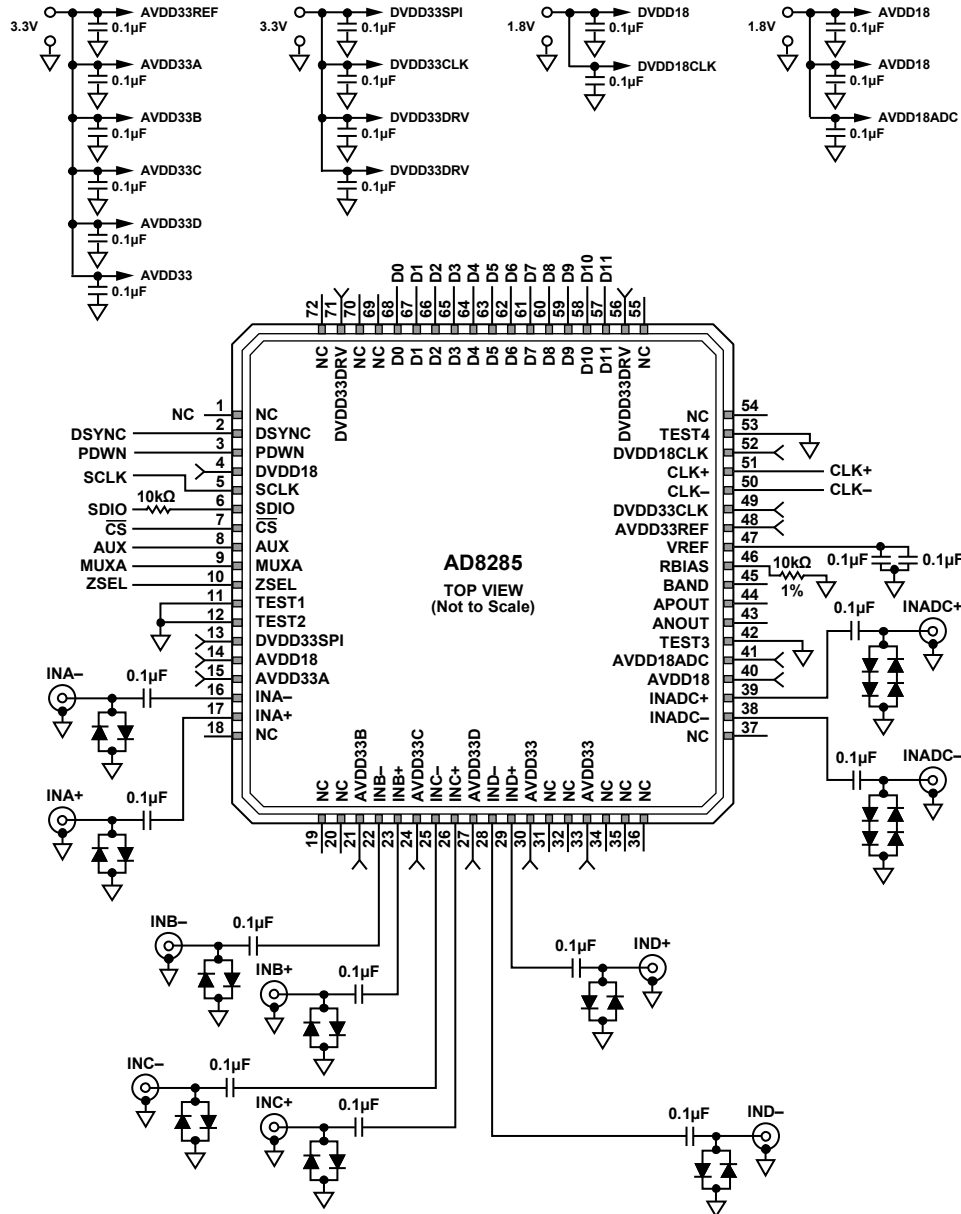 3.3V
AVDD33REF
0.1µF
AVDD33A
0.1µF
AVDD33B
0.1µF
AVDD33C
0.1µF
AVDD33D
0.1µF
AVDD33
0.1µF
3.3V
DVDD33SPI
0.1µF
DVDD33CLK
0.1µF
DVDD33DRV
0.1µF
DVDD33DRV
0.1µF
1.8V
DVDD18
0.1µF
DVDD18CLK
0.1µF
1.8V
AVDD18
0.1µF
AVDD18
0.1µF
AVDD18ADC
0.1µF
D0
D1
D2
D3
D4
D5
D6
D7
D8
D9
D10
D11
72
71
70
69
68
67
66
65
64
63
62
61
60
59
58
57
56
55
NC
DVDD33DRV
NC
NC
D0
D1
D2
D3
D4
D5
D6
D7
D8
D9
D10
D11
DVDD33DRV
NC
NC 1 NC
DSYNC 2 DSYNC
PDWN 3 PDWN
4 DVDD18
SCLK 5 SCLK
SDIO 10kΩ 6 SDIO
CS 7 CS
AUX 8 AUX
MUXA 9 MUXA
ZSEL 10 ZSEL
11 TEST1
12 TEST2
13 DVDD33SPI
14 AVDD18
15 AVDD33A
16 INA–
17 INA+
18 NC
AD8285
TOP VIEW
(Not to Scale)
NC 54
TEST4 53
DVDD18CLK 52
CLK+ 51 CLK+
CLK– 50 CLK–
DVDD33CLK 49
AVDD33REF 48
VREF 47
0.1µF
0.1µF
RBIAS 46
10kΩ
1%
BAND 45
APOUT 44
ANOUT 43
TEST3 42
AVDD18ADC 41
AVDD18 40
INADC+ 39
INADC– 38
NC 37
INA–
0.1µF
INA+
0.1µF
INADC+
0.1µF
INADC–
0.1µF
NC
NC
AVDD33B
INB–
INB+
AVDD33C
INC–
INC+
AVDD33D
IND–
IND+
AVDD33
NC
NC
AVDD33
NC
NC
NC
19
20
21
22
23
24
25
26
27
28
29
30
31
32
33
34
35
36
INB–
0.1µF
INB+
0.1µF
IND+
0.1µF
INC–
0.1µF
INC+
0.1µF
IND–
0.1µF